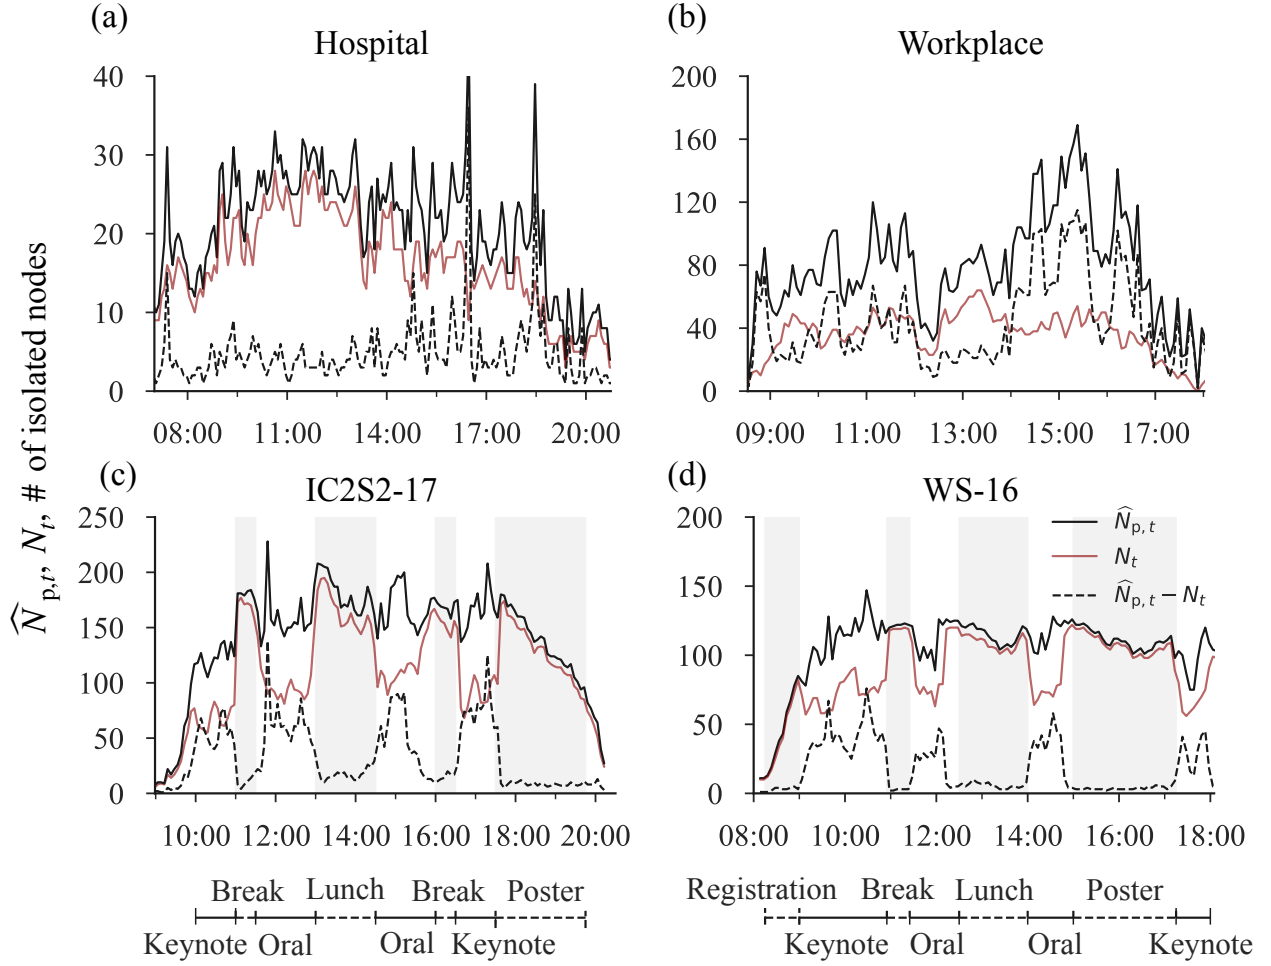 (a)
Hospital
40
30
20
10
0
08:00 11:00 14:00 17:00 20:00
(b)
Workplace
200
160
120
80
40
0
09:00 11:00 13:00 15:00 17:00
N̂p,t, Nt, # of isolated nodes
(c)
IC2S2-17
250
200
150
100
50
0
10:00 12:00 14:00 16:00 18:00 20:00
Break Lunch Break Poster
Keynote Oral Oral Keynote
(d)
WS-16
N̂p,t
Nt
N̂p,t − Nt
200
150
100
50
0
08:00 10:00 12:00 14:00 16:00 18:00
Registration Break Lunch Poster
Keynote Oral Oral Keynote